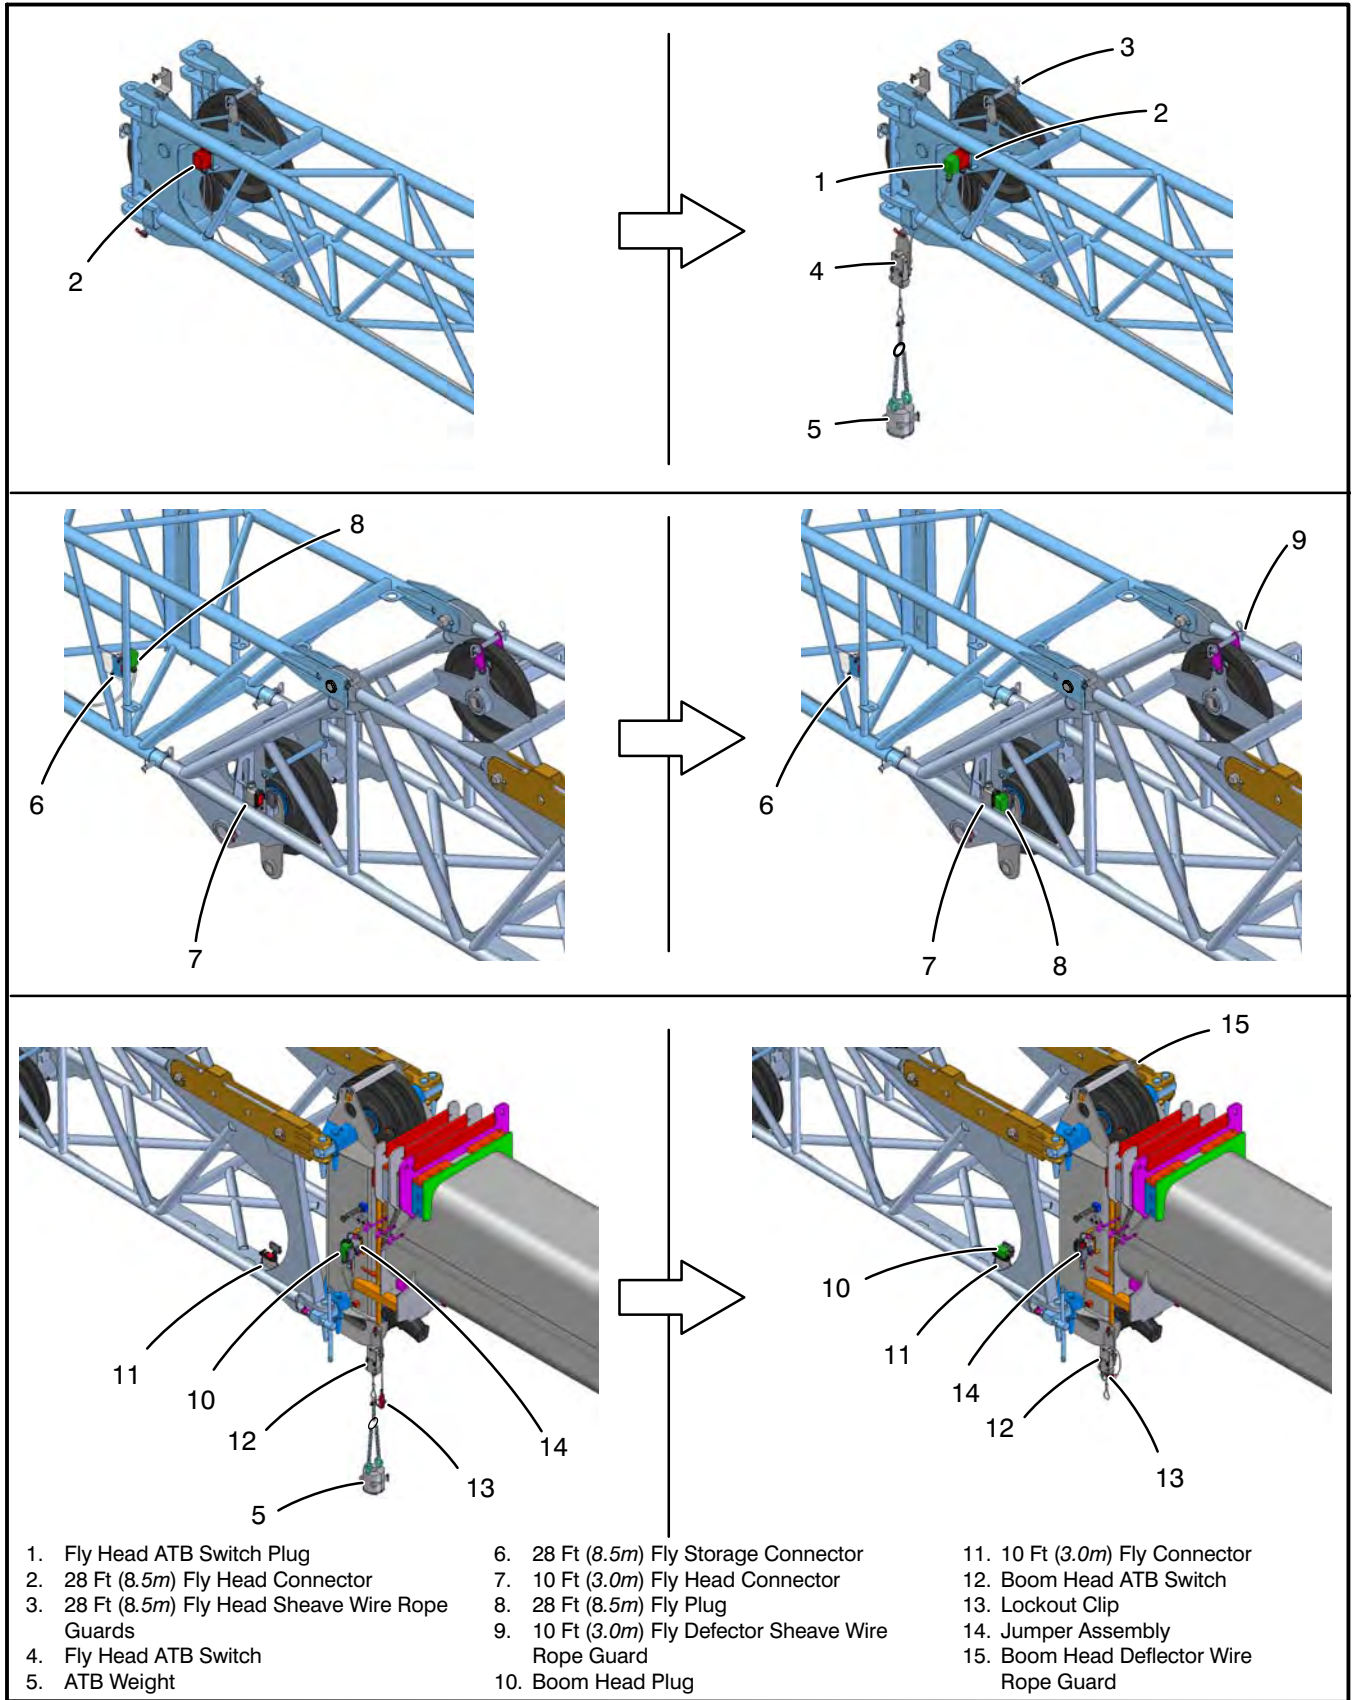 3
2
1
2
4
5
8
9
6
6
7
7
8
15
10
11
11
10
14
12
12
14
13
13
5
1. Fly Head ATB Switch Plug
2. 28 Ft (8.5m) Fly Head Connector
3. 28 Ft (8.5m) Fly Head Sheave Wire Rope
Guards
4. Fly Head ATB Switch
5. ATB Weight
6. 28 Ft (8.5m) Fly Storage Connector
7. 10 Ft (3.0m) Fly Head Connector
8. 28 Ft (8.5m) Fly Plug
9. 10 Ft (3.0m) Fly Defector Sheave Wire
Rope Guard
10. Boom Head Plug
11. 10 Ft (3.0m) Fly Connector
12. Boom Head ATB Switch
13. Lockout Clip
14. Jumper Assembly
15. Boom Head Deflector Wire
Rope Guard